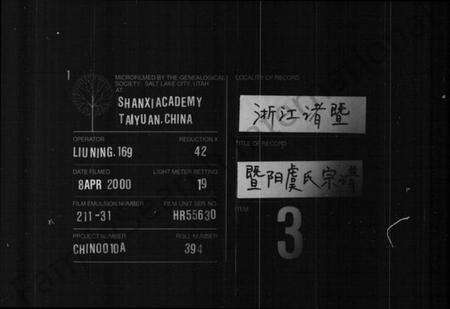 1
MICROFILMED BY THE GENEALOGICAL
SOCIETY, SALT LAKE CITY, UTAH
AT
SHANXI ACADEMY
TAIYUAN, CHINA
OPERATOR
REDUCTION X
LIU NING. 169
42
DATE FILMED
LIGHT METER SETTING
8 APR 2000
19
FILM EMULSION NUMBER
FILM UNIT SER. NO.
211-31
HR55630
PROJECT NUMBER
ROLL NUMBER
CHIN0010A
394
LOCALITY OF RECORD
浙江诸暨
TITLE OF RECORD
暨阳虞氏宗谱
ITEM
3